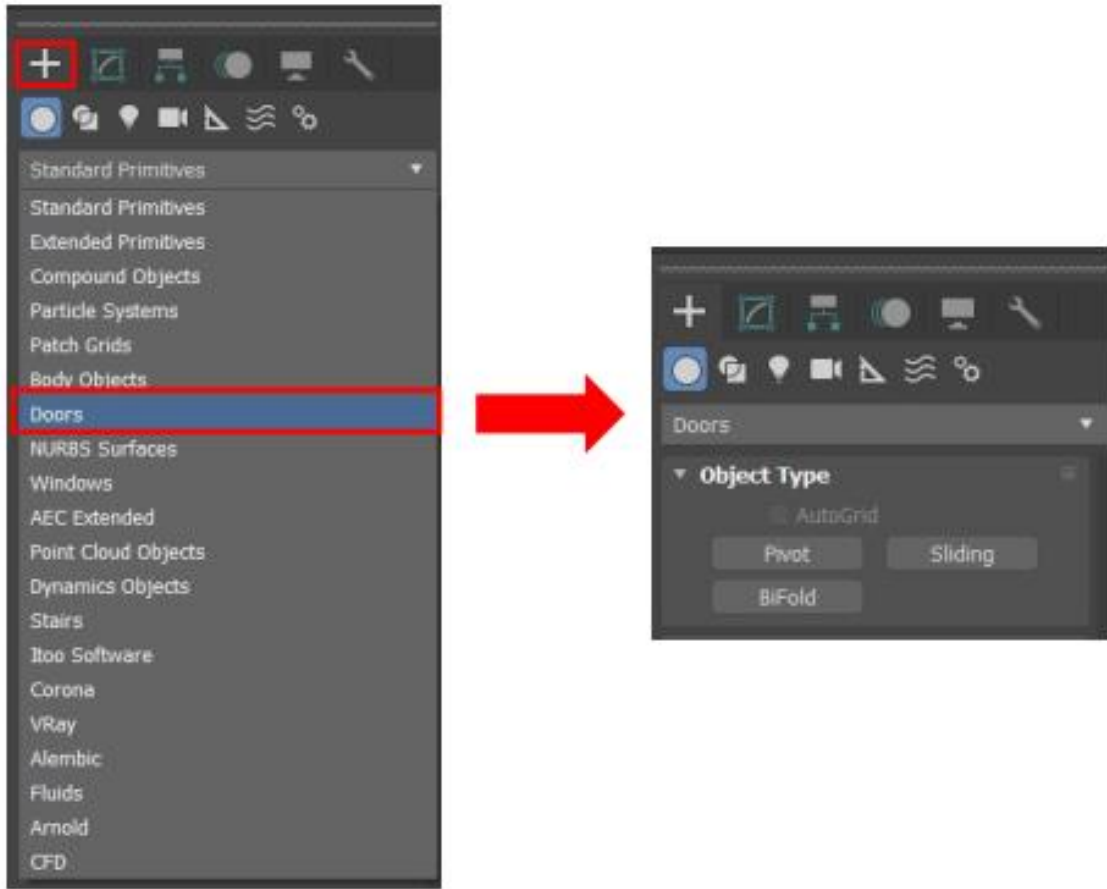 Standard Primitives
Standard Primitives
Extended Primitives
Compound Objects
Particle Systems
Patch Grids
Body Objects
Doors
NURBS Surfaces
Windows
AEC Extended
Point Cloud Objects
Dynamics Objects
Stairs
Itoo Software
Corona
VRay
Alembic
Fluids
Arnold
CFD
Doors
Object Type
AutoGrid
Pivot Sliding
BiFold